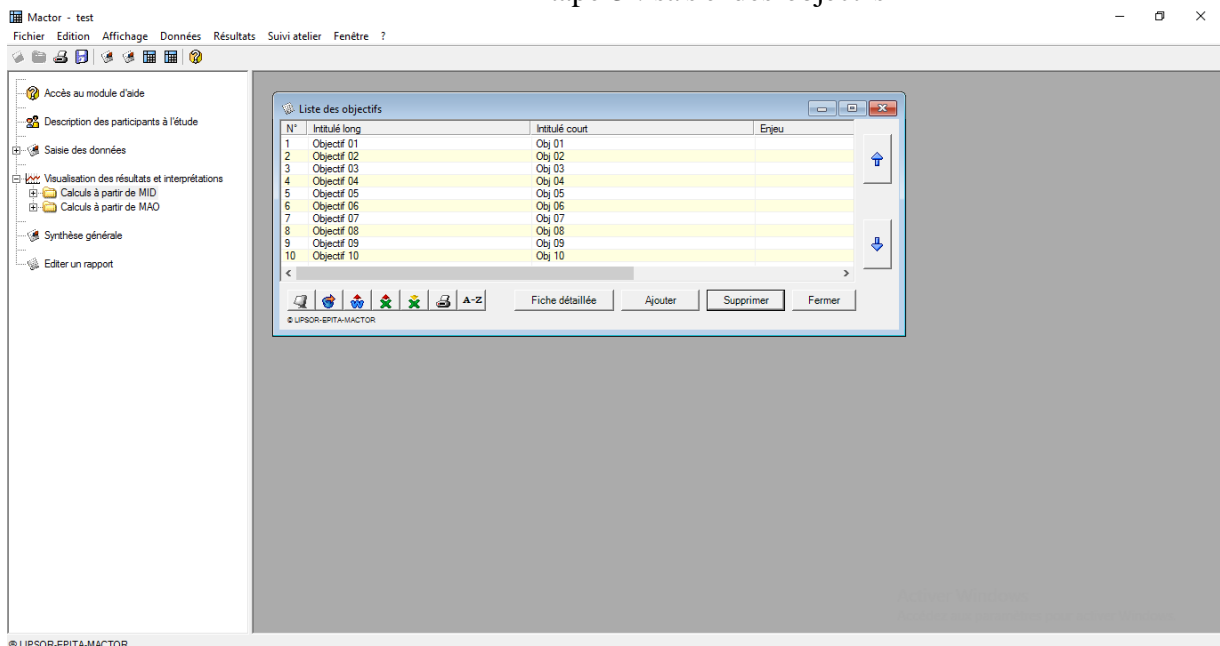 Mactor - test
Fichier Edition Affichage Données Résultats Suivi atelier Fenêtre ?
Accès au module d'aide
Description des participants à l'étude
Saisie des données
Visualisation des résultats et interprétations
Calculs à partir de MID
Calculs à partir de MAO
Synthèse générale
Editer un rapport
Liste des objectifs
N° Intitulé long Intitulé court Enjeu
1 Objectif 01 Obj 01
2 Objectif 02 Obj 02
3 Objectif 03 Obj 03
4 Objectif 04 Obj 04
5 Objectif 05 Obj 05
6 Objectif 06 Obj 06
7 Objectif 07 Obj 07
8 Objectif 08 Obj 08
9 Objectif 09 Obj 09
10 Objectif 10 Obj 10
A-Z Fiche détaillée Ajouter Supprimer Fermer
© LIPSOR-EPITA-MACTOR
© LIPSOR-EPITA-MACTOR